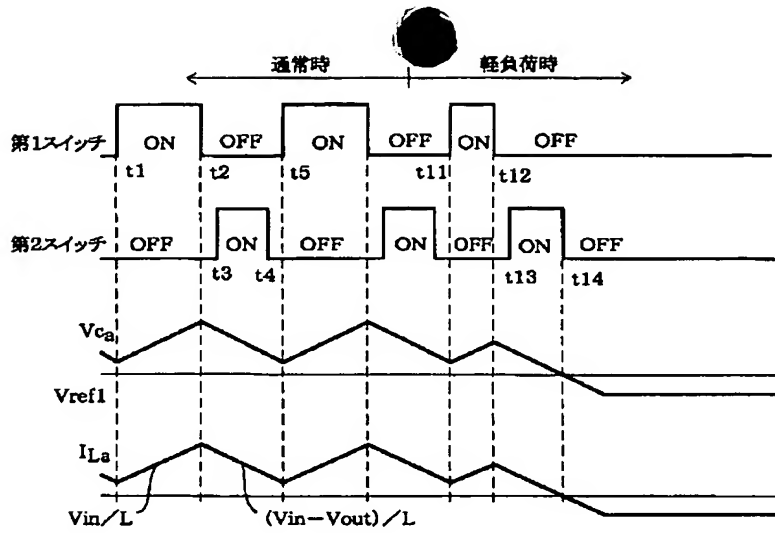 通常時 軽負荷時
第1スイッチ ON OFF ON OFF ON OFF
t1 t2 t5 t11 t12
第2スイッチ OFF ON OFF ON OFF ON OFF
t3 t4 t13 t14
Vca
Vref1
ILa
Vin/L (Vin-Vout)/L